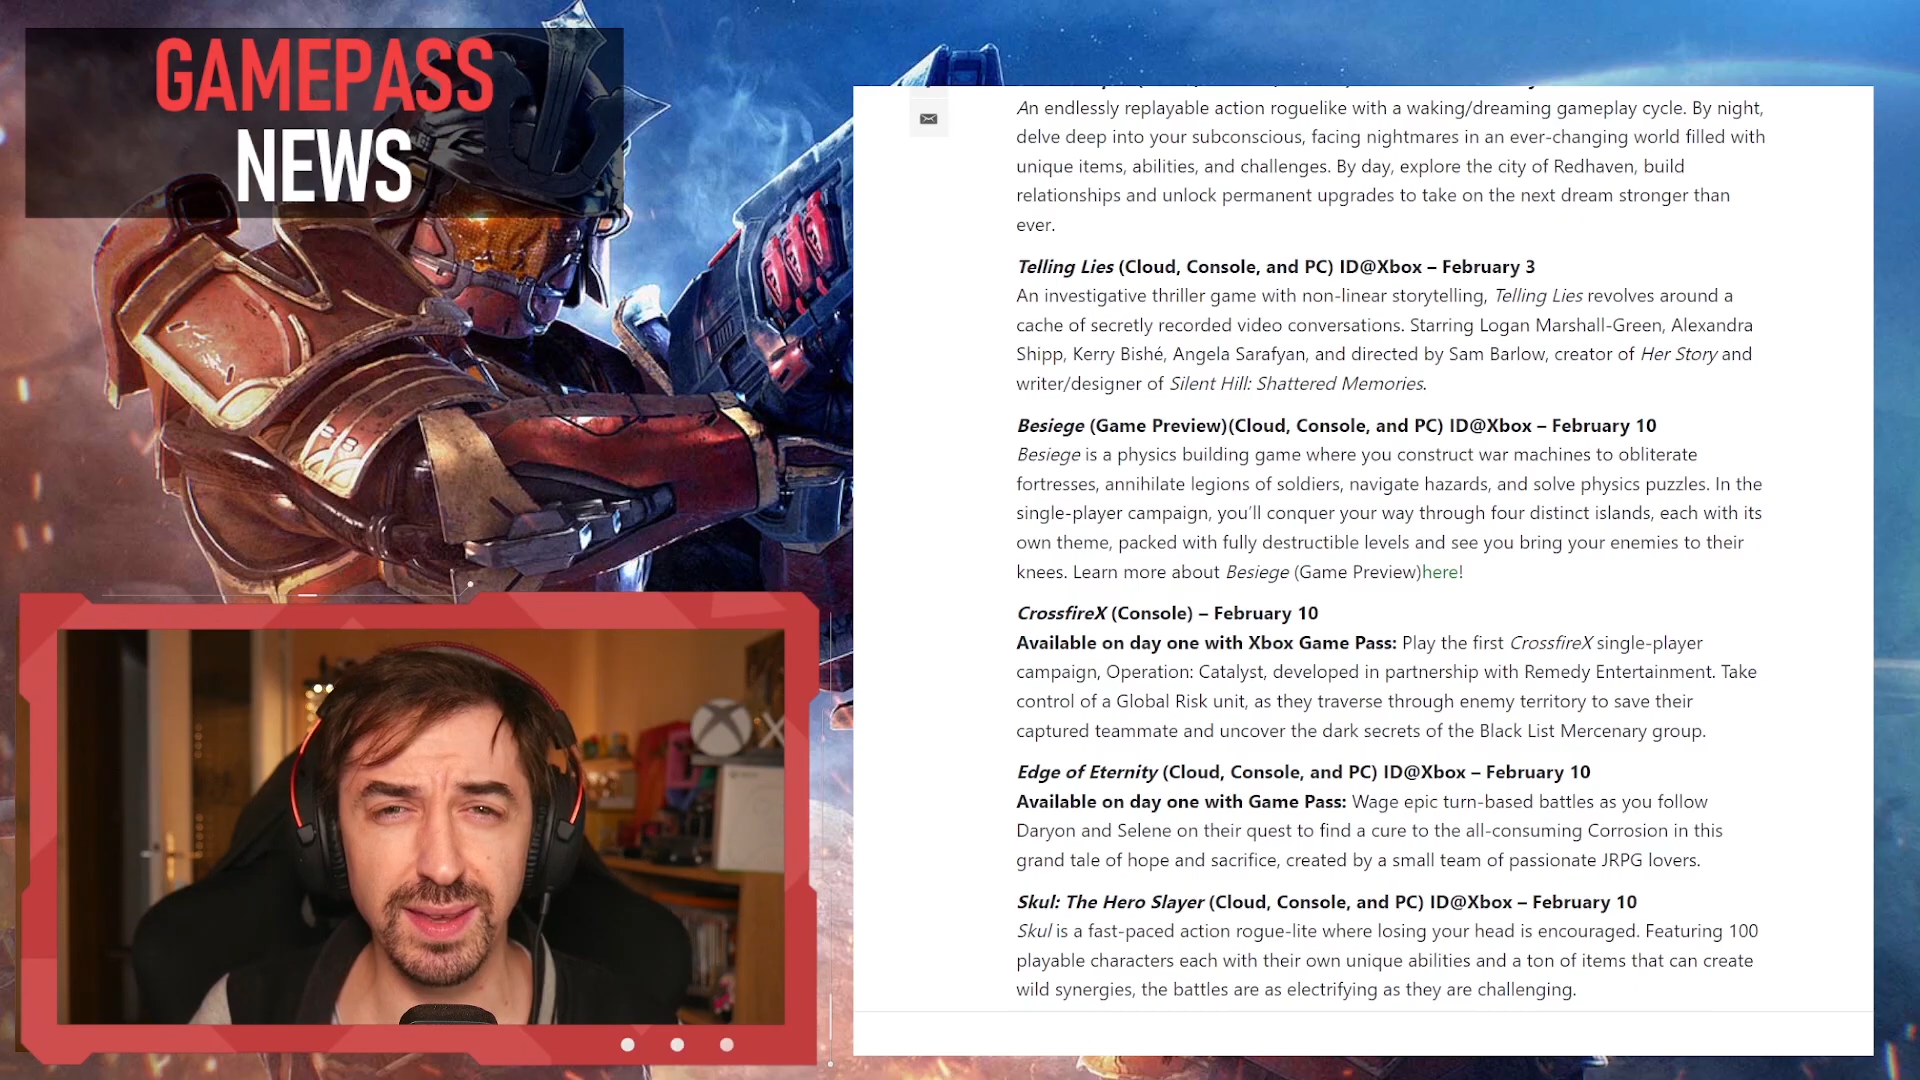 GAMEPASS
NEWS
An endlessly replayable action roguelike with a waking/dreaming gameplay cycle. By night,
delve deep into your subconscious, facing nightmares in an ever-changing world filled with
unique items, abilities, and challenges. By day, explore the city of Redhaven, build
relationships and unlock permanent upgrades to take on the next dream stronger than
ever.
Telling Lies (Cloud, Console, and PC) ID@Xbox – February 3
An investigative thriller game with non-linear storytelling, Telling Lies revolves around a
cache of secretly recorded video conversations. Starring Logan Marshall-Green, Alexandra
Shipp, Kerry Bishé, Angela Sarafyan, and directed by Sam Barlow, creator of Her Story and
writer/designer of Silent Hill: Shattered Memories.
Besiege (Game Preview)(Cloud, Console, and PC) ID@Xbox – February 10
Besiege is a physics building game where you construct war machines to obliterate
fortresses, annihilate legions of soldiers, navigate hazards, and solve physics puzzles. In the
single-player campaign, you’ll conquer your way through four distinct islands, each with its
own theme, packed with fully destructible levels and see you bring your enemies to their
knees. Learn more about Besiege (Game Preview)here!
CrossfireX (Console) – February 10
Available on day one with Xbox Game Pass: Play the first CrossfireX single-player
campaign, Operation: Catalyst, developed in partnership with Remedy Entertainment. Take
control of a Global Risk unit, as they traverse through enemy territory to save their
captured teammate and uncover the dark secrets of the Black List Mercenary group.
Edge of Eternity (Cloud, Console, and PC) ID@Xbox – February 10
Available on day one with Game Pass: Wage epic turn-based battles as you follow
Daryon and Selene on their quest to find a cure to the all-consuming Corrosion in this
grand tale of hope and sacrifice, created by a small team of passionate JRPG lovers.
Skul: The Hero Slayer (Cloud, Console, and PC) ID@Xbox – February 10
Skul is a fast-paced action rogue-lite where losing your head is encouraged. Featuring 100
playable characters each with their own unique abilities and a ton of items that can create
wild synergies, the battles are as electrifying as they are challenging.